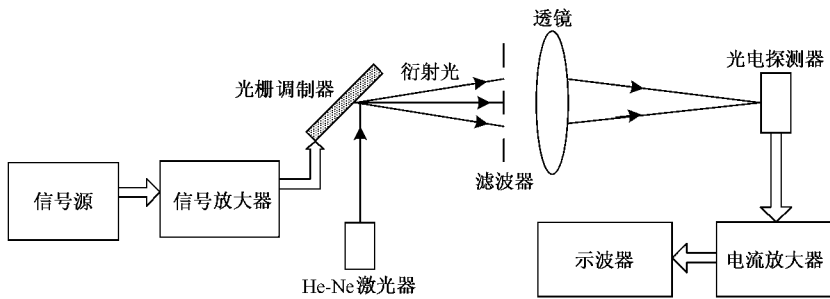 透镜
光电探测器
衍射光
光栅调制器
滤波器
信号源
信号放大器
示波器
电流放大器
He-Ne激光器